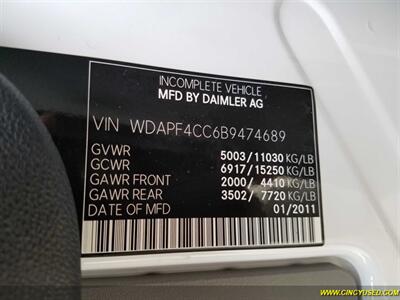 INCOMPLETE VEHICLE
MFD BY DAIMLER AG
VIN WDAPF4CC6B9474689
GVWR 5003/11030 KG/LB
GCWR 6917/15250 KG/LB
GAWR FRONT 2000/ 4410 KG/LB
GAWR REAR 3502/ 7720 KG/LB
DATE OF MFD 01/2011
WWW.CINCYUSED.COM